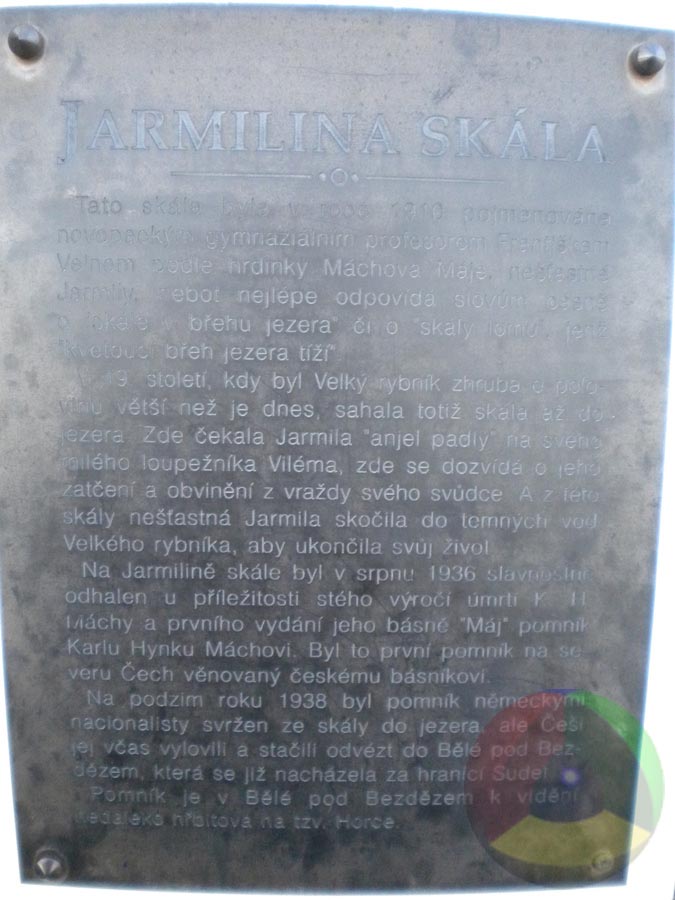 JARMILINA SKÁLA
Tato skála byla v roce 1910 pojmenována
novopackým gymnaziálním profesorem Františkem
podle hrdinky Máchova Máje, nešťastné
Jarmily, neboť nejlépe odpovídá slovům básně
o "skále v břehu jezera" či o "skály lomu", jenž
"kvetoucí břeh jezera tíží".
V 19. století, kdy byl Velký rybník zhruba o polo-
vinu větší než je dnes, sahala totiž skála až do
jezera. Zde čekala Jarmila "anjel padlý" na svého
milého loupežníka Viléma, zde se dozvídá o jeho
zatčení a obvinění z vraždy svého svůdce. A z této
skály nešťastná Jarmila skočila do temných vod
Velkého rybníka, aby ukončila svůj život.
Na Jarmilině skále byl v srpnu 1936 slavnostně
odhalen u příležitosti stého výročí úmrtí K. H.
Máchy a prvního vydání jeho básně "Máj" pomník
Karlu Hynku Máchovi. Byl to první pomník na se-
veru Čech věnovaný českému básníkovi.
Na podzim roku 1938 byl pomník německými
nacionalisty svržen ze skály do jezera, ale Češi
jej včas vylovili a stačili odvézt do Bělé pod Bez-
dězem, která se již nacházela za hranicí Sudet.
Pomník je v Bělé pod Bezdězem k vidění
nedaleko hřbitova na tzv. Horce.